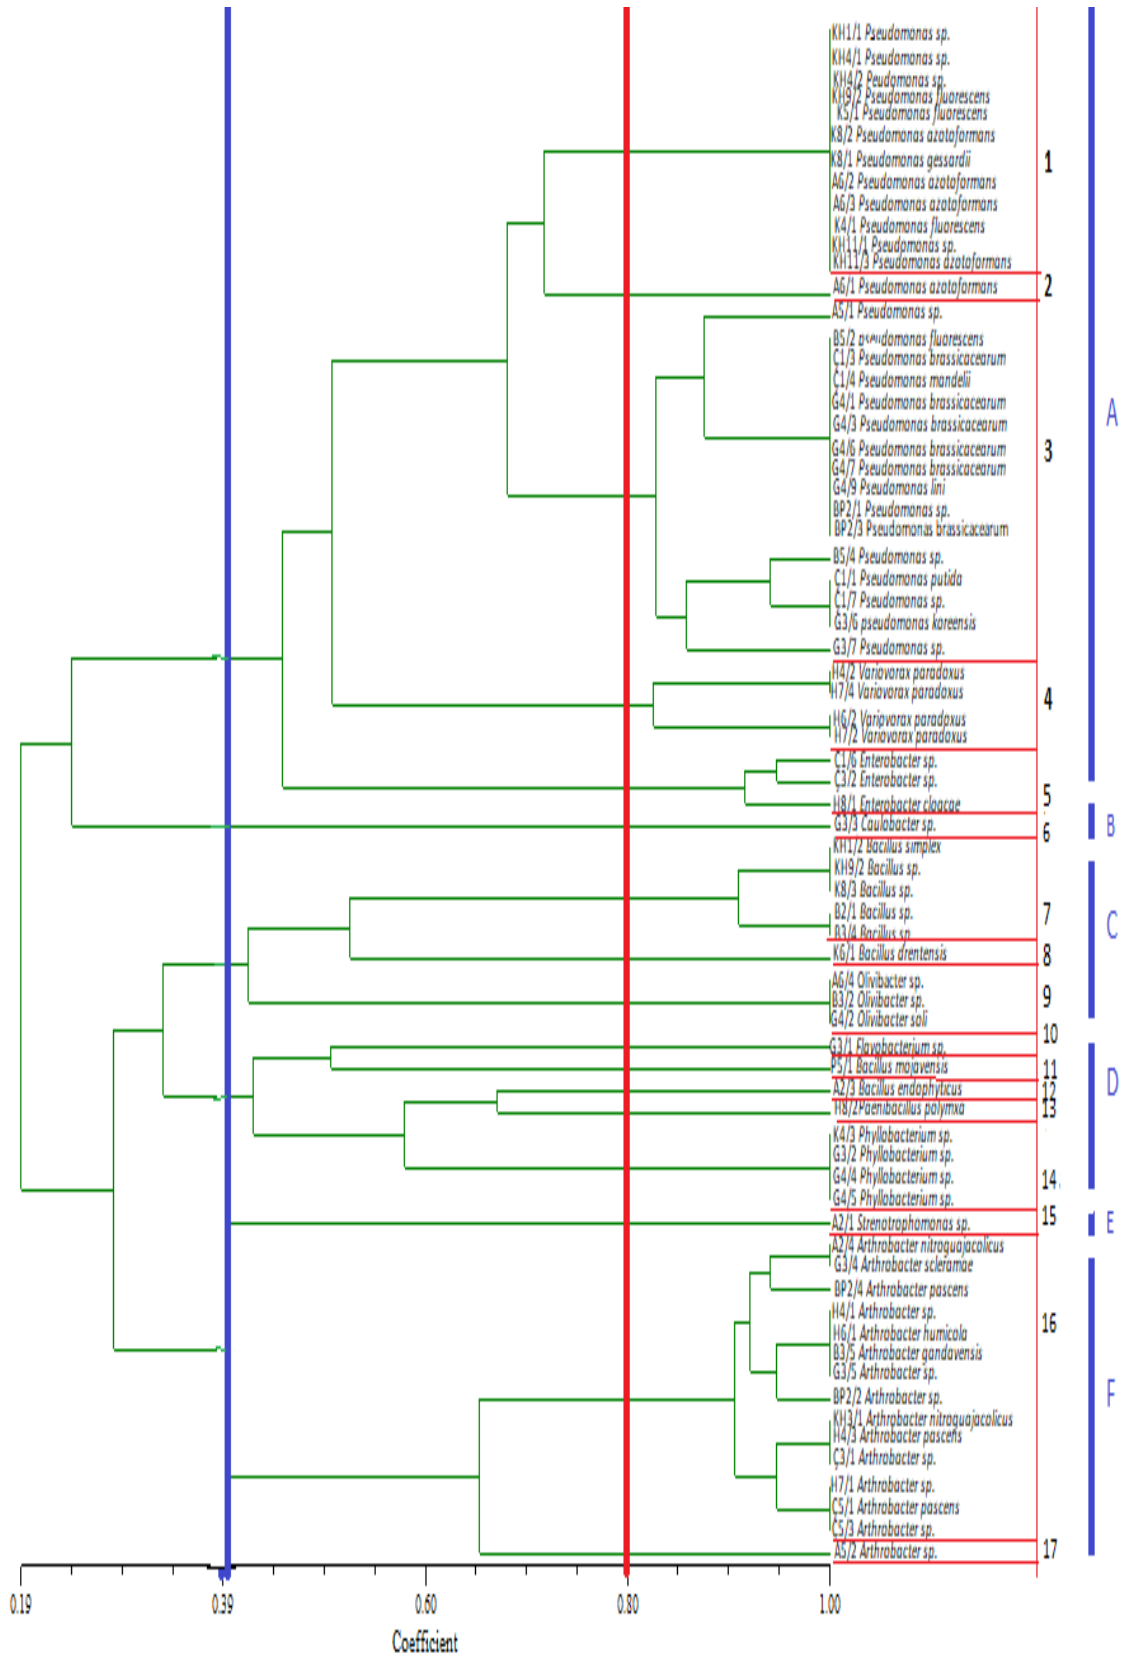 KH1/1 Pseudomonas sp.
KH4/1 Pseudomonas sp.
KH4/2 Peudomonas sp.
KH9/2 Pseudomonas fluorescens
K5/1 Pseudomonas fluorescens
K8/2 Pseudomonas azotoformans
K8/1 Pseudomonas gessardii
1
A6/2 Pseudomonas azotoformans
A6/3 Pseudomonas azotoformans
K4/1 Pseudomonas fluorescens
KH11/1 Pseudomonas sp.
KH11/3 Pseudomonas azotoformans
A6/1 Pseudomonas azotoformans
2
A5/1 Pseudomonas sp.
B5/2 pseudomonas fluorescens
Ç1/3 Pseudomonas brassicacearum
Ç1/4 Pseudomonas mandelii
G4/1 Pseudomonas brassicacearum
A
G4/3 Pseudomonas brassicacearum
G4/6 Pseudomonas brassicacearum
3
G4/7 Pseudomonas brassicacearum
G4/9 Pseudomonas lini
BP2/1 Pseudomonas sp.
BP2/3 Pseudomonas brassicacearum
B5/4 Pseudomonas sp.
Ç1/1 Pseudomonas putida
Ç1/7 Pseudomonas sp.
G3/6 pseudomonas koreensis
G3/7 Pseudomonas sp.
H4/2 Variovorax paradoxus
H7/4 Variovorax paradoxus
4
H6/2 Variovorax paradoxus
H7/2 Variovorax paradoxus
Ç1/6 Enterobacter sp.
Ç3/2 Enterobacter sp.
5
H8/1 Enterobacter cloacae
G3/3 Caulobacter sp.
6
B
KH1/2 Bacillus simplex
KH9/2 Bacillus sp.
K8/3 Bacillus sp.
B2/1 Bacillus sp.
7
C
B3/4 Bacillus sp
K6/1 Bacillus drentensis
8
A6/4 Olivibacter sp.
B3/2 Olivibacter sp.
9
G4/2 Olivibacter soli
10
G3/1 Flavobacterium sp.
P5/1 Bacillus mojavensis
11
D
A2/3 Bacillus endophyticus
12
H8/2Paenibacillus polymxa
13
K4/3 Phyllobacterium sp.
G3/2 Phyllobacterium sp.
G4/4 Phyllobacterium sp.
14
G4/5 Phyllobacterium sp.
15
A2/1 Strenotrophomonas sp.
E
A2/4 Arthrobacter nitroguajacolicus
G3/4 Arthrobacter scleramae
BP2/4 Arthrobacter pascens
H4/1 Arthrobacter sp.
16
H6/1 Arthrobacter humicola
B3/5 Arthrobacter gandavensis
G3/5 Arthrobacter sp.
F
BP2/2 Arthrobacter sp.
KH3/1 Arthrobacter nitroguajacolicus
H4/3 Arthrobacter pascens
Ç3/1 Arthrobacter sp.
H7/1 Arthrobacter sp.
Ç5/1 Arthrobacter pascens
Ç5/3 Arthrobacter sp.
A5/2 Arthrobacter sp.
17
0.19 0.39 0.60 0.80 1.00
Coefficient